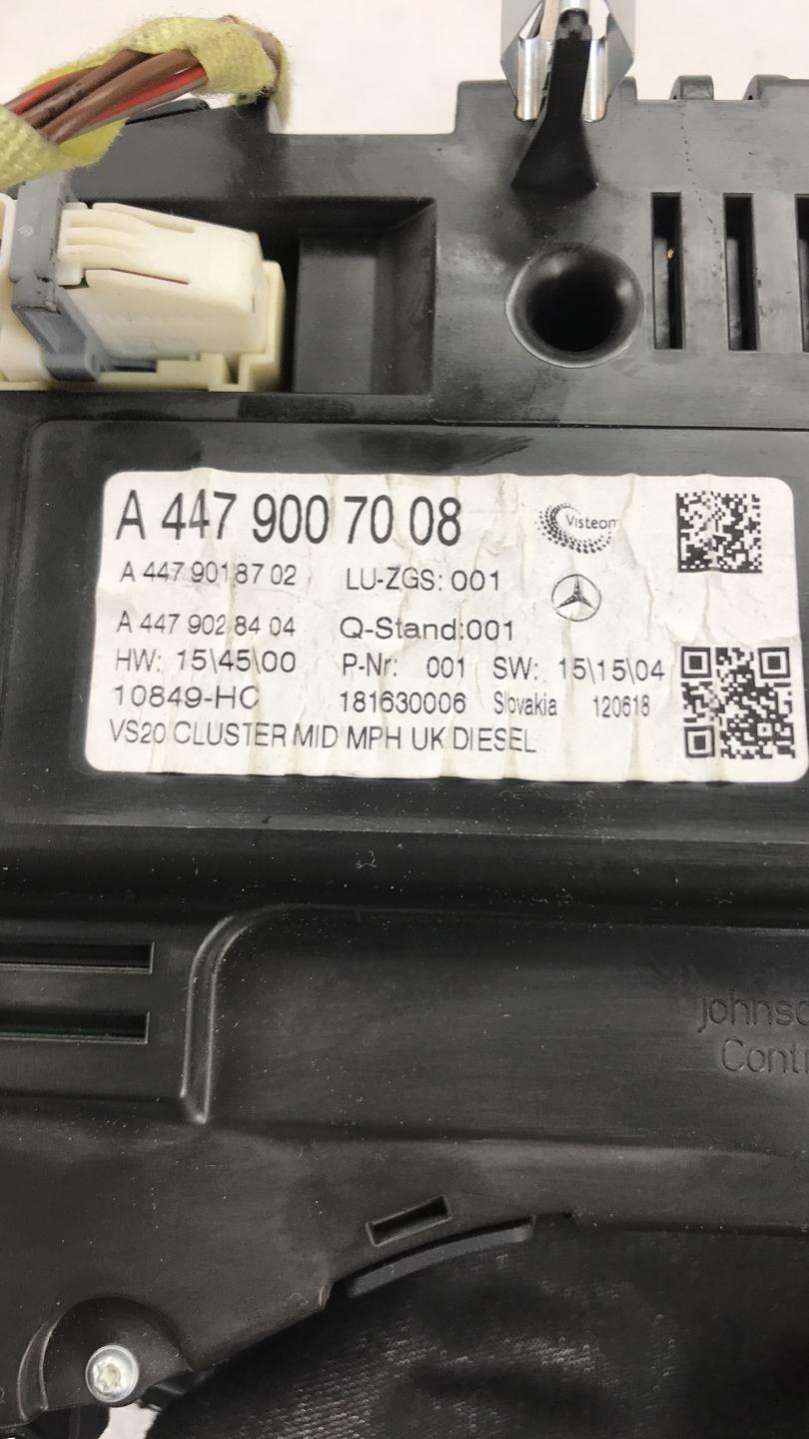 A 447 900 70 08
Visteon
A 447 901 87 02 LU-ZGS: 001
A 447 902 84 04 Q-Stand:001
HW: 15\45\00 P-Nr: 001 SW: 15\15\04
10849-HC 181630006 Slovakia 120618
VS20 CLUSTER MID MPH UK DIESEL